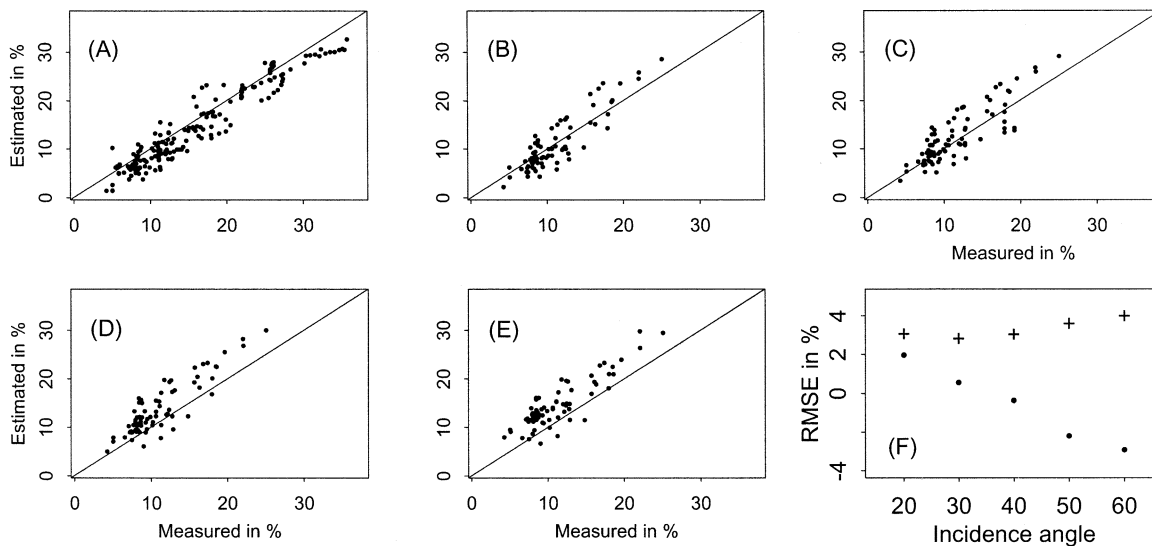 (A)
Estimated in %
0 10 20 30
0 10 20 30
(B)
0 10 20 30
0 10 20 30
(C)
0 10 20 30
0 10 20 30
Measured in %
(D)
Estimated in %
0 10 20 30
0 10 20 30
Measured in %
(E)
0 10 20 30
0 10 20 30
Measured in %
(F)
RMSE in %
-4 0 2 4
20 30 40 50 60
Incidence angle